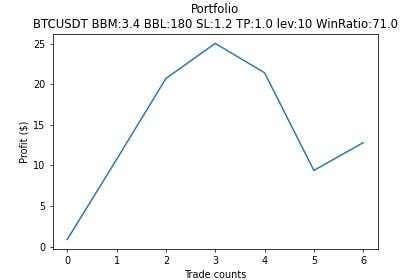 Portfolio
BTCUSDT BBM:3.4 BBL:180 SL:1.2 TP:1.0 lev:10 WinRatio:71.0
25
20
15
10
5
0
Profit ($)
0 1 2 3 4 5 6
Trade counts